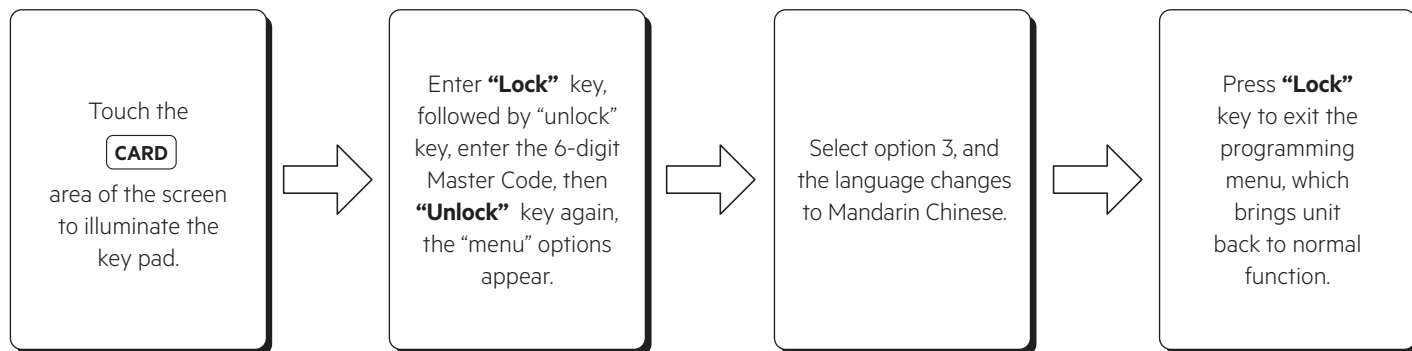 Touch the
CARD
area of the screen
to illuminate the
key pad.
Enter “Lock” key,
followed by “unlock”
key, enter the 6-digit
Master Code, then
“Unlock” key again,
the “menu” options
appear.
Select option 3, and
the language changes
to Mandarin Chinese.
Press “Lock”
key to exit the
programming
menu, which
brings unit
back to normal
function.